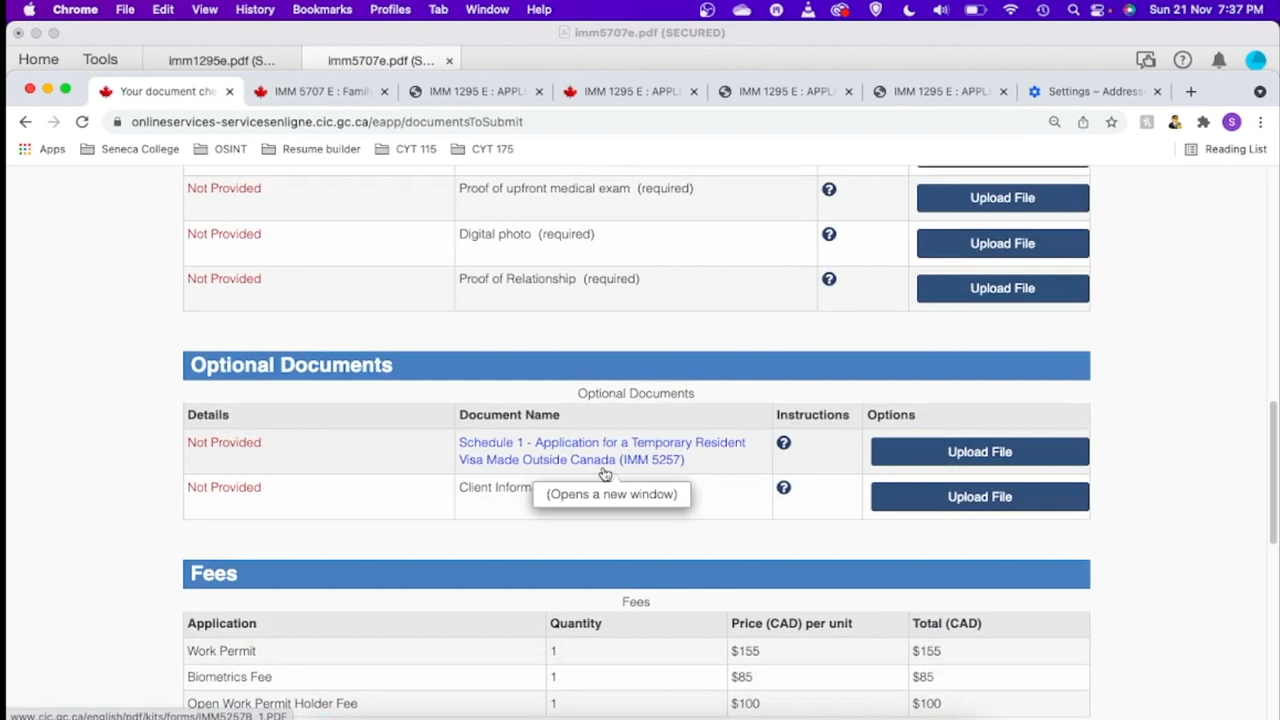 Chrome File Edit View History Bookmarks Profiles Tab Window Help Sun 21 Nov 7:37 PM
imm5707e.pdf (SECURED)
Home Tools imm1295e.pdf (S... imm5707e.pdf (S... ×
Your document che × IMM 5707 E : Famil × IMM 1295 E : APPL × IMM 1295 E : APPL × IMM 1295 E : APPL × IMM 1295 E : APPL × Settings – Address × +
onlineservices-servicesenligne.cic.gc.ca/eapp/documentsToSubmit S
Apps Seneca College OSINT Resume builder CYT 115 CYT 175 Reading List
Not Provided Proof of upfront medical exam (required) ? Upload File
Not Provided Digital photo (required) ? Upload File
Not Provided Proof of Relationship (required) ? Upload File
Optional Documents
Optional Documents
Details Document Name Instructions Options
Not Provided Schedule 1 - Application for a Temporary Resident ? Upload File
Visa Made Outside Canada (IMM 5257)
Not Provided Client Inform ? Upload File
(Opens a new window)
Fees
Fees
Application Quantity Price (CAD) per unit Total (CAD)
Work Permit 1 $155 $155
Biometrics Fee 1 $85 $85
Open Work Permit Holder Fee 1 $100 $100
www.cic.gc.ca/english/pdf/kits/forms/IMM5257B_1.PDF